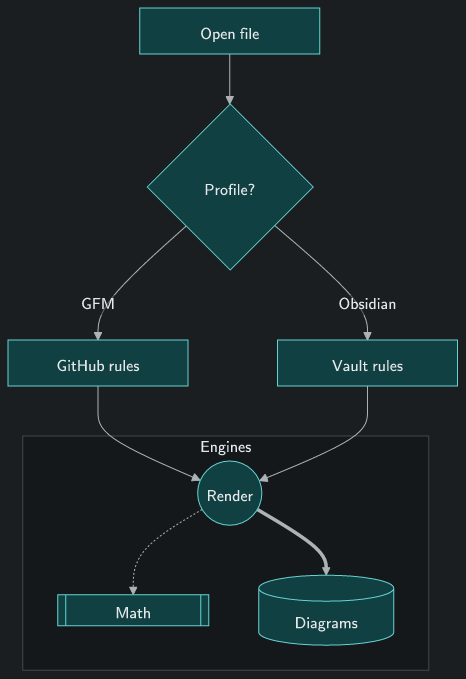 Open file
Profile?
GFM
Obsidian
GitHub rules
Vault rules
Engines
Render
Math
Diagrams